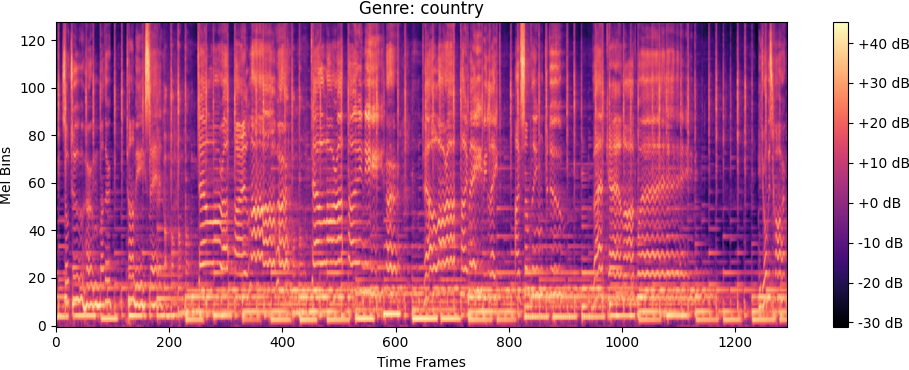 Genre: country
Mel Bins
120
100
80
60
40
20
0
0 200 400 600 800 1000 1200
Time Frames
+40 dB
+30 dB
+20 dB
+10 dB
+0 dB
-10 dB
-20 dB
-30 dB